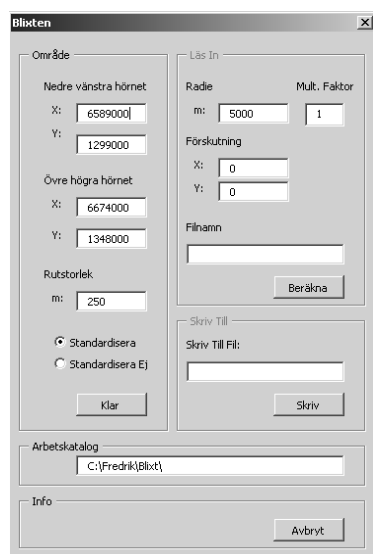 Blixten
Område
Nedre vänstra hörnet
X: 6589000
Y: 1299000
Övre högra hörnet
X: 6674000
Y: 1348000
Rutstorlek
m: 250
Standardisera
Standardisera Ej
Klar
Läs In
Radie Mult. Faktor
m: 5000 1
Förskutning
X: 0
Y: 0
Filnamn
Beräkna
Skriv Till
Skriv Till Fil:
Skriv
Arbetskatalog
C:\Fredrik\Blixt\
Info
Avbryt